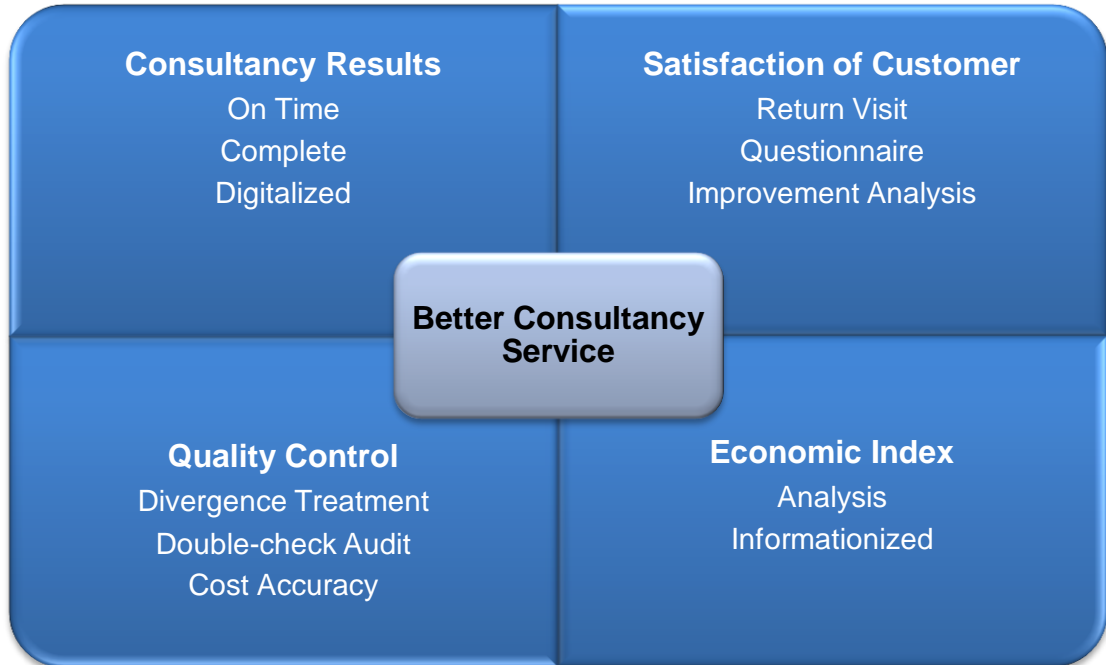 Consultancy Results
On Time
Complete
Digitalized
Satisfaction of Customer
Return Visit
Questionnaire
Improvement Analysis
Better Consultancy
Service
Quality Control
Divergence Treatment
Double-check Audit
Cost Accuracy
Economic Index
Analysis
Informationized